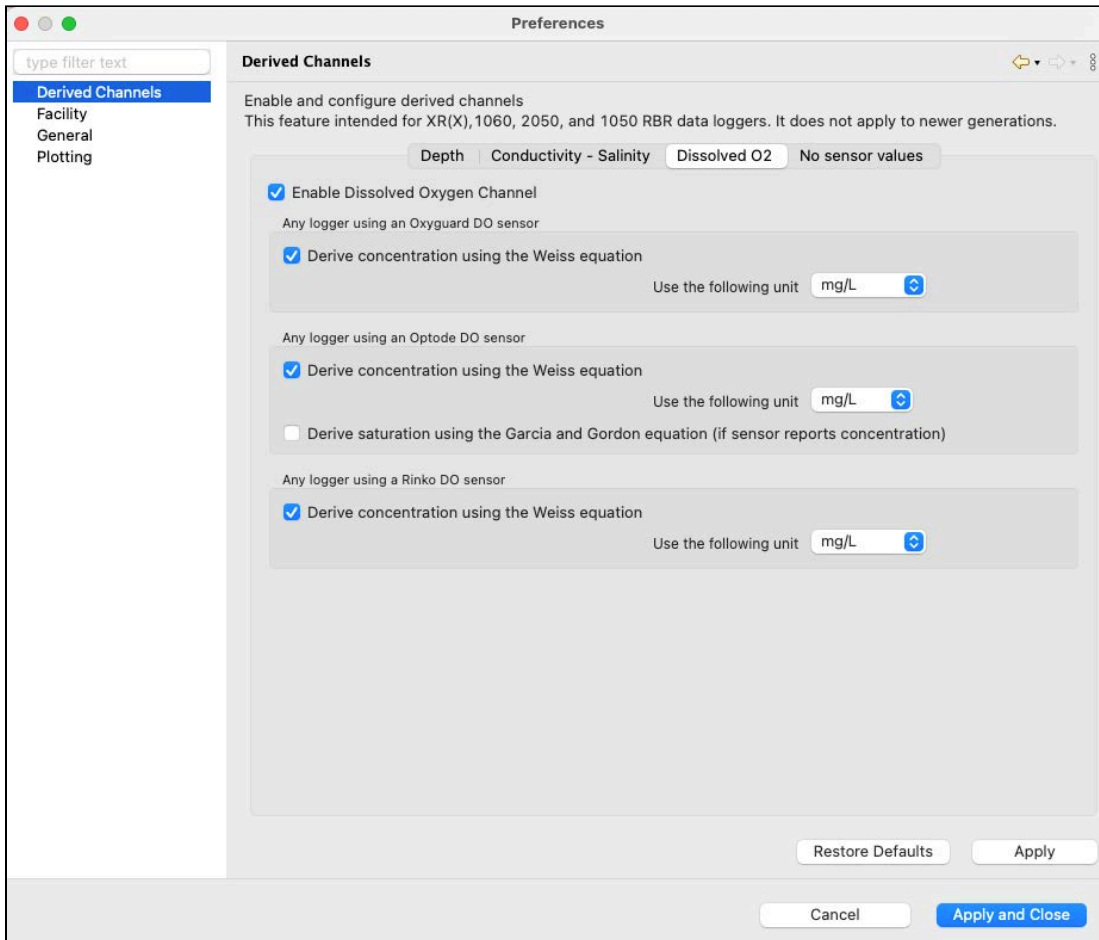 Preferences
type filter text
Derived Channels
Facility
General
Plotting
Derived Channels
Enable and configure derived channels
This feature intended for XR(X),1060, 2050, and 1050 RBR data loggers. It does not apply to newer generations.
Depth Conductivity - Salinity Dissolved O2 No sensor values
Enable Dissolved Oxygen Channel
Any logger using an Oxyguard DO sensor
Derive concentration using the Weiss equation
Use the following unit mg/L
Any logger using an Optode DO sensor
Derive concentration using the Weiss equation
Use the following unit mg/L
Derive saturation using the Garcia and Gordon equation (if sensor reports concentration)
Any logger using a Rinko DO sensor
Derive concentration using the Weiss equation
Use the following unit mg/L
Restore Defaults Apply
Cancel Apply and Close